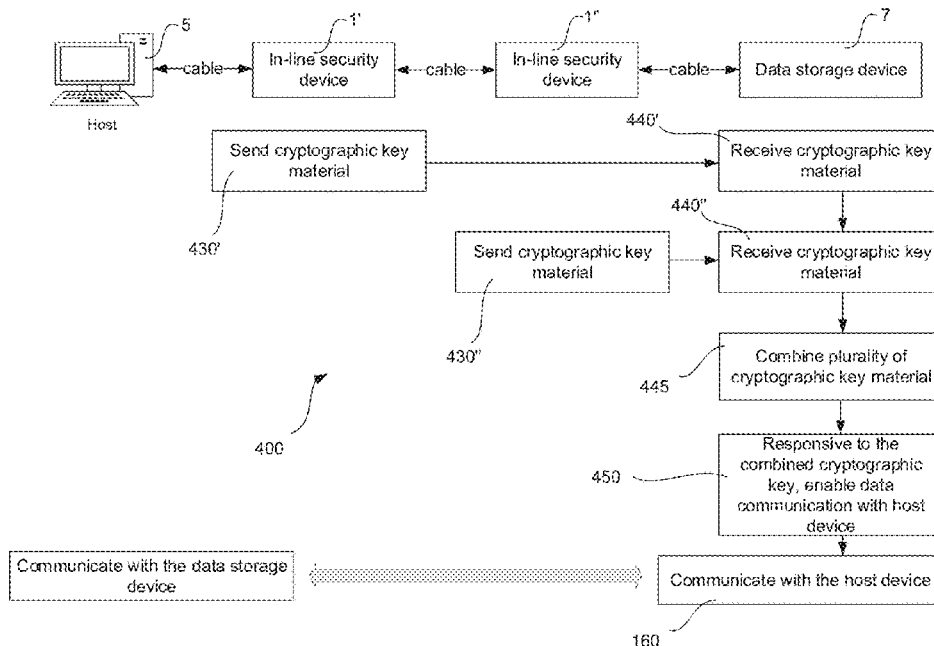 5
1'
1"
7
cable
In-line security
device
cable
In-line security
device
cable
Data storage device
Host
440'
Send cryptographic key
material
Receive cryptographic key
material
430'
440"
Send cryptographic key
material
Receive cryptographic key
material
430"
445
Combine plurality of
cryptographic key material
400
450
Responsive to the
combined cryptographic
key, enable data
communication with host
device
Communicate with the data storage
device
Communicate with the host device
160